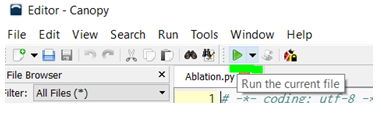 Editor - Canopy
File Edit View Search Run Tools Window Help
File Browser
Ablation.py
Run the current file
Filter: All Files (*)
1 # -*- coding: utf-8 -*